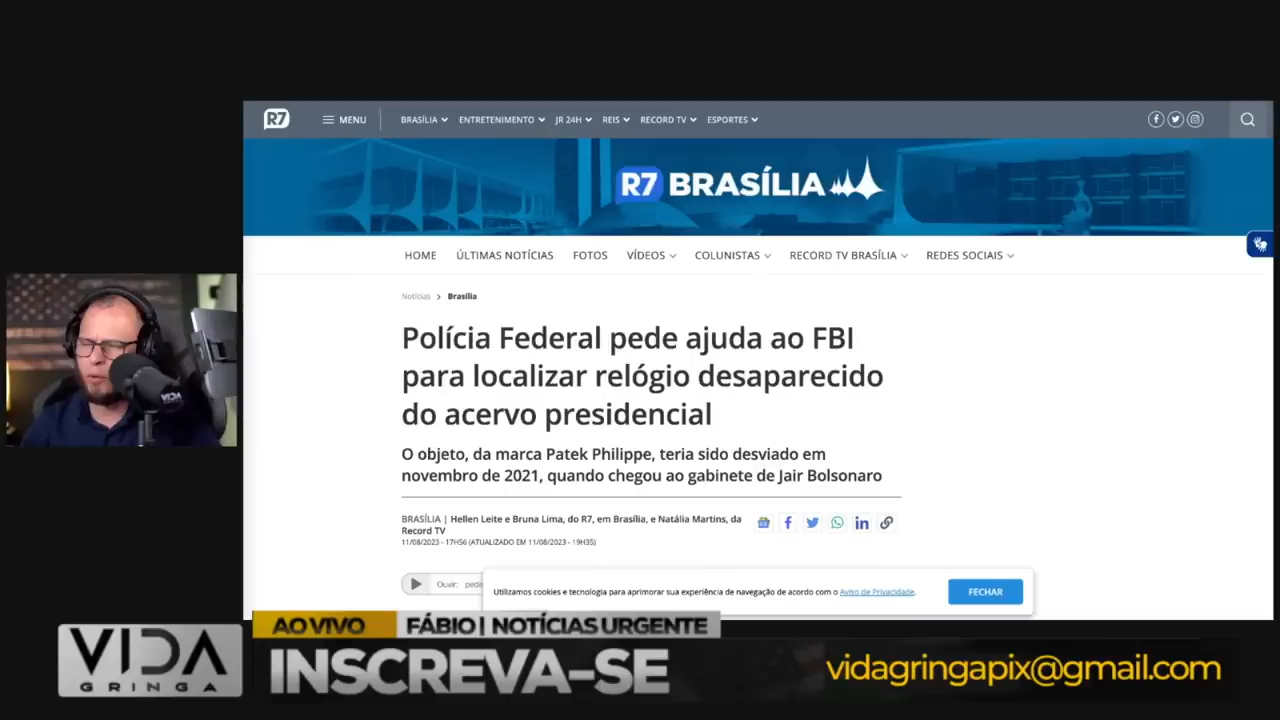 R7
MENU
BRASÍLIA
ENTRETENIMENTO
JR 24H
REIS
RECORD TV
ESPORTES
R7 BRASÍLIA
HOME
ÚLTIMAS NOTÍCIAS
FOTOS
VÍDEOS
COLUNISTAS
RECORD TV BRASÍLIA
REDES SOCIAIS
Notícias > Brasília
Polícia Federal pede ajuda ao FBI
para localizar relógio desaparecido
do acervo presidencial
O objeto, da marca Patek Philippe, teria sido desviado em
novembro de 2021, quando chegou ao gabinete de Jair Bolsonaro
BRASÍLIA | Hellen Leite e Bruna Lima, do R7, em Brasília, e Natália Martins, da
Record TV
11/08/2023 - 17H56 (ATUALIZADO EM 11/08/2023 - 19H35)
Ouvir:
Utilizamos cookies e tecnologia para aprimorar sua experiência de navegação de acordo com o Aviso de Privacidade.
FECHAR
VIDA
AO VIVO
FÁBIO | NOTÍCIAS URGENTE
VIDA
GRINGA
INSCREVA-SE
vidagringapix@gmail.com